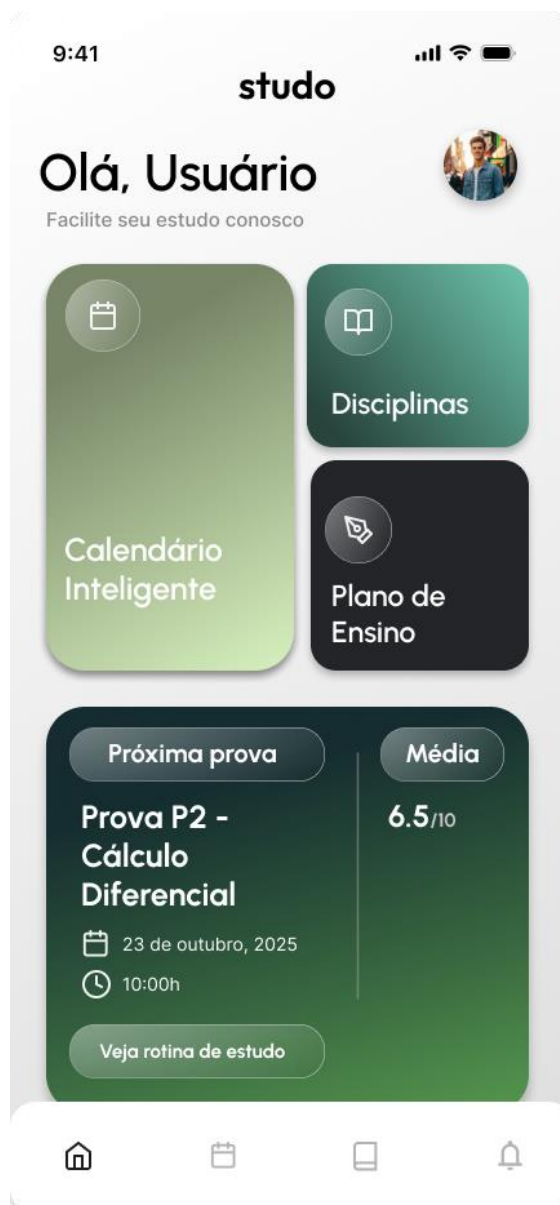 9:41
studo
Olá, Usuário
Facilite seu estudo conosco
Calendário
Inteligente
Disciplinas
Plano de
Ensino
Próxima prova
Prova P2 -
Cálculo
Diferencial
23 de outubro, 2025
10:00h
Veja rotina de estudo
Média
6.5/10